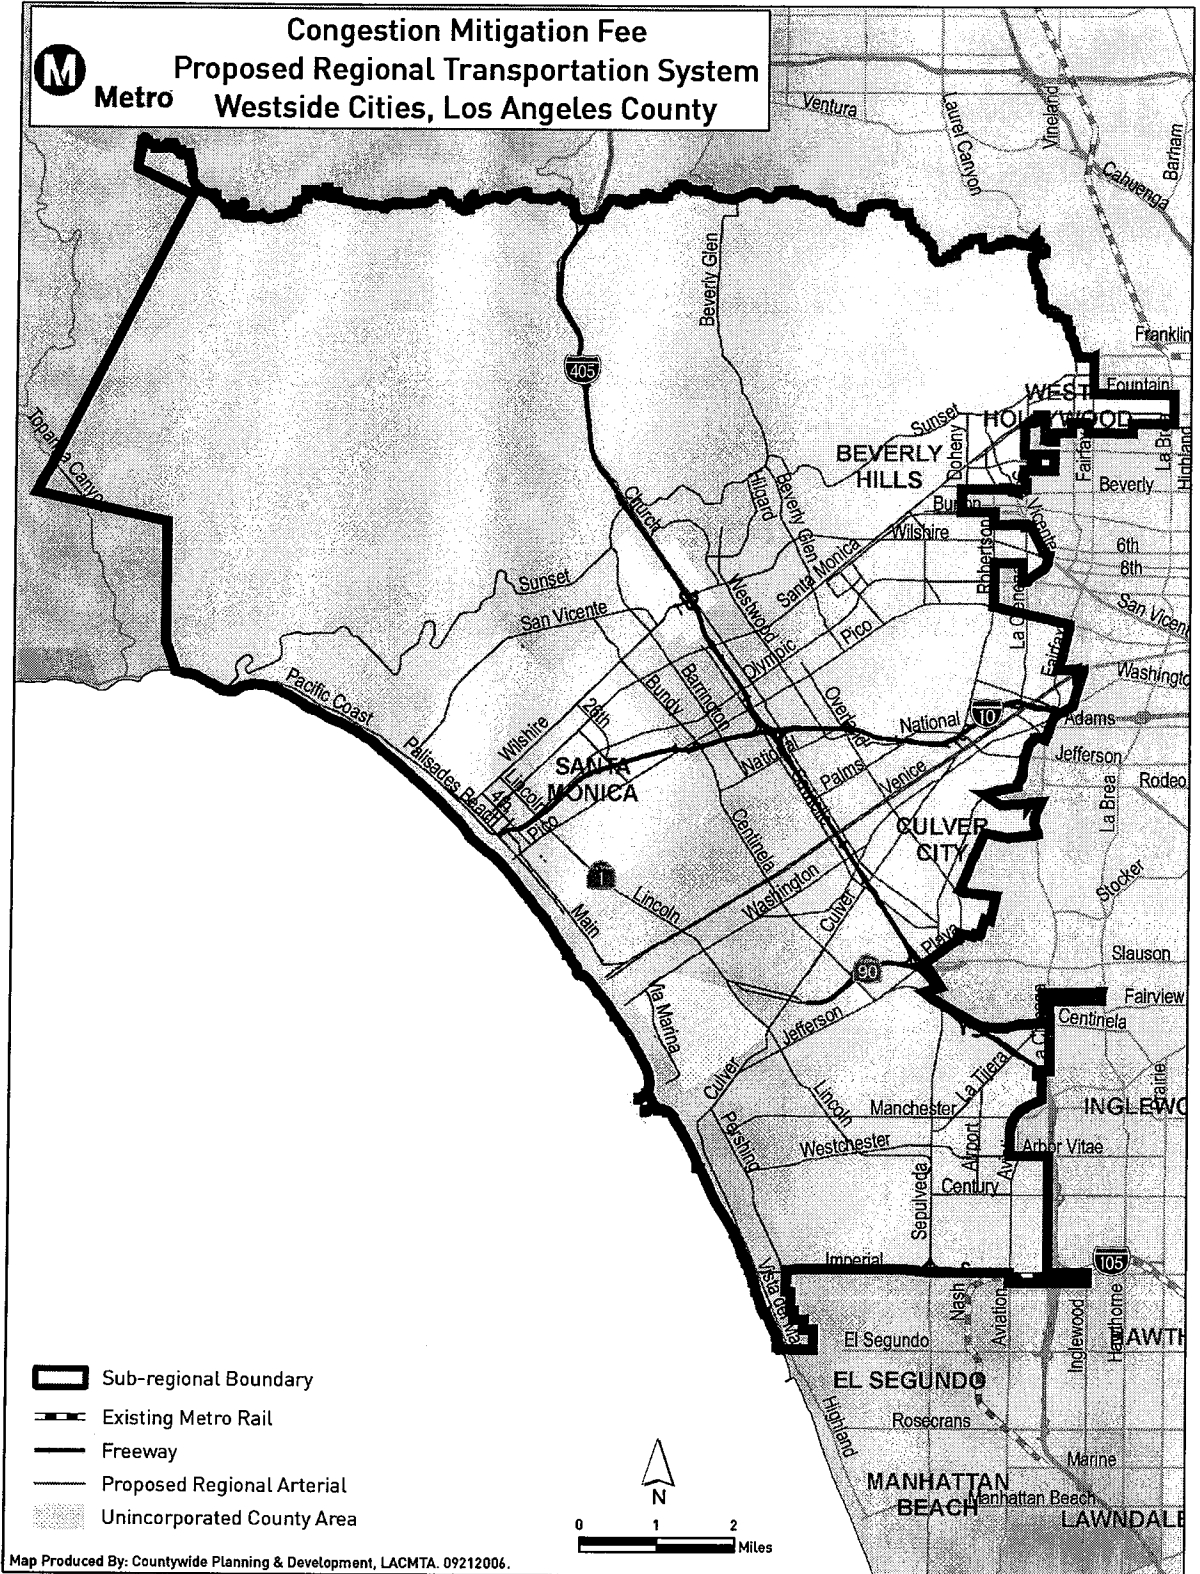 Congestion Mitigation Fee
Proposed Regional Transportation System
Westside Cities, Los Angeles County
M
Metro
Ventura
Laurel Canyon
Vineland
Cahuenga
Barham
Beverly Glen
Franklin
405
Fountain
WEST
HOLLYWOOD
Sunset
Doheny
Fairfax
La Brea
Highland
Topanga Canyon
BEVERLY
HILLS
Beverly
Church
Hilgard
Beverly Glen
Burton
Vicente
Wilshire
6th
8th
Robertson
Santa Monica
Sunset
San Vicente
Westwood
Olympic
Pico
La Cienega
Fairfax
San Vicente
Washington
Pacific Coast
Bundy
Barrington
26th
Overland
National
10
Adams
Wilshire
Palisades Beach
Lincoln
4th
Pico
SANTA
MONICA
National
Palms
Venice
Jefferson
Rodeo
La Brea
Sepulveda
Centinela
CULVER
CITY
1
Lincoln
Washington
Culver
Stocker
Main
Playa
90
Slauson
Via Marina
Jefferson
La Cienega
Fairview
Centinela
Culver
La Tijera
Lincoln
Prairie
Manchester
INGLEWO
Pershing
Westchester
Airport
Arbor Vitae
Sepulveda
Century
Imperial
105
Vista del Mar
Nash
Aviation
Inglewood
Hawthorne
El Segundo
HAWTH
EL SEGUNDO
Highland
Rosecrans
Marine
MANHATTAN
BEACH
Manhattan Beach
LAWNDALE
Sub-regional Boundary
Existing Metro Rail
Freeway
Proposed Regional Arterial
Unincorporated County Area
N
0 1 2
Miles
Map Produced By: Countywide Planning & Development, LACMTA. 09212006.